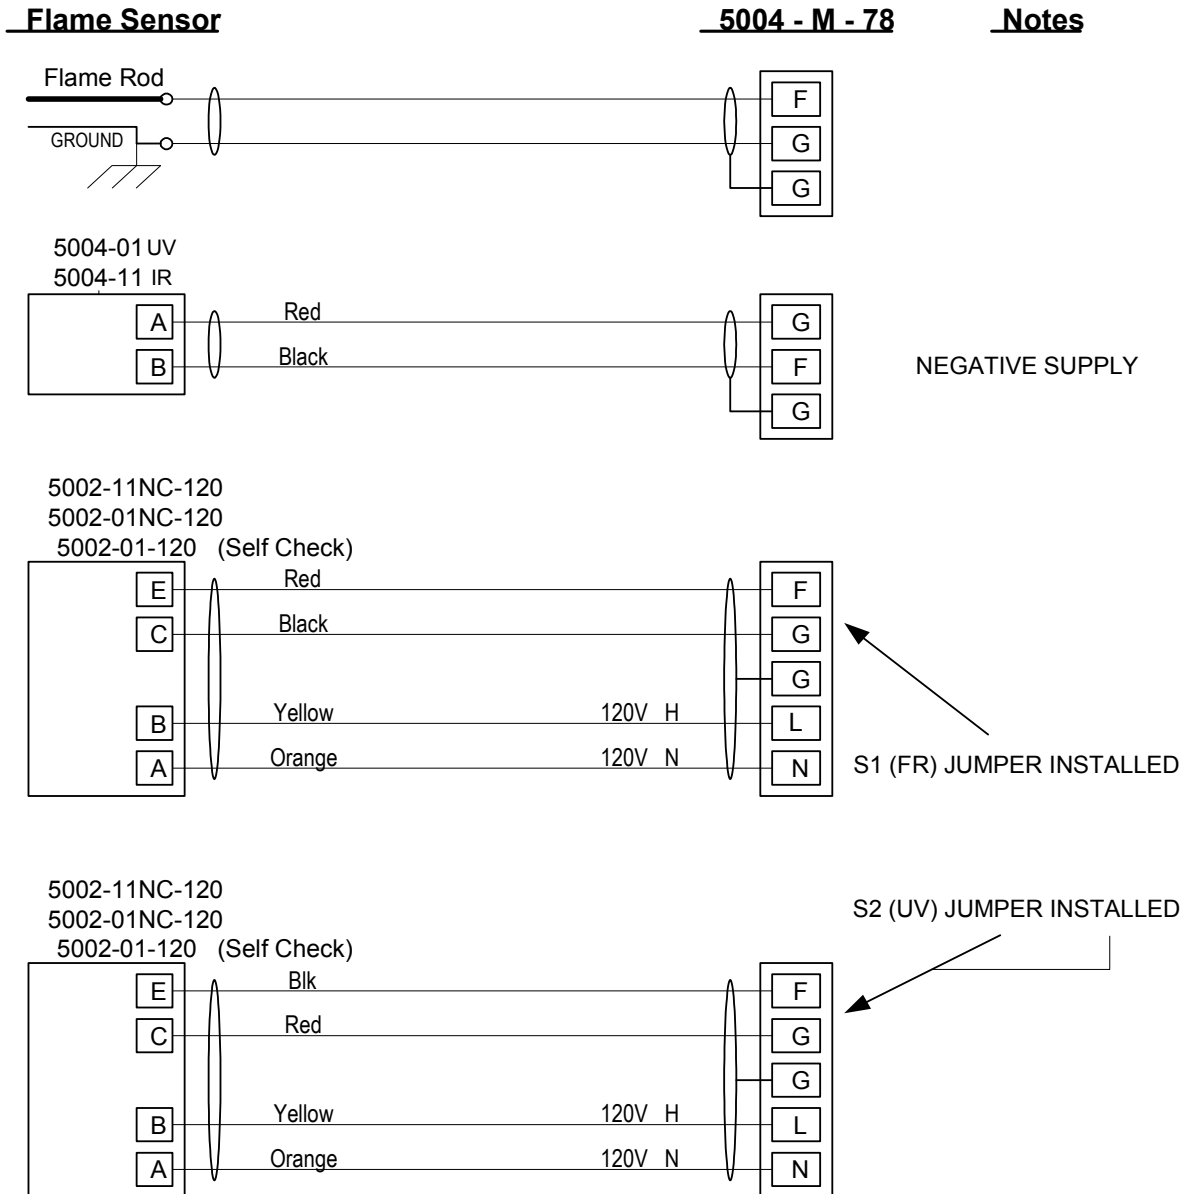 Flame Sensor 5004 - M - 78 Notes
Flame Rod
F
GROUND
G
G
5004-01 UV
5004-11 IR
A Red G
B Black F NEGATIVE SUPPLY
G
5002-11NC-120
5002-01NC-120
5002-01-120 (Self Check)
E Red F
C Black G
G
B Yellow 120V H L
A Orange 120V N N S1 (FR) JUMPER INSTALLED
5002-11NC-120
5002-01NC-120 S2 (UV) JUMPER INSTALLED
5002-01-120 (Self Check)
E Blk F
C Red G
G
B Yellow 120V H L
A Orange 120V N N